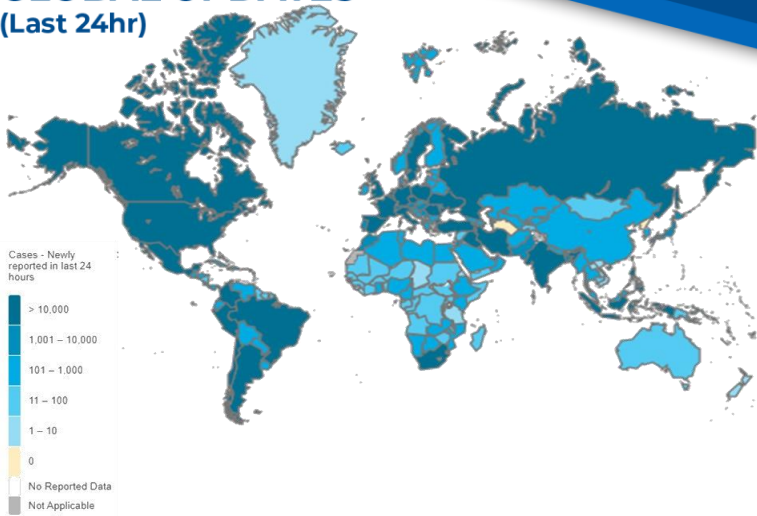 (Last 24hr)
Cases - Newly
reported in last 24
hours
> 10,000
1,001 – 10,000
101 – 1,000
11 – 100
1 – 10
0
No Reported Data
Not Applicable